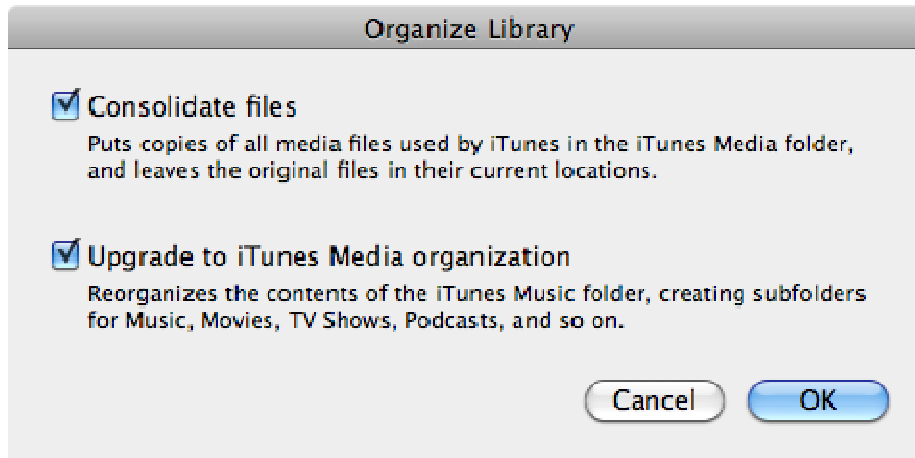 Organize Library
Consolidate files
Puts copies of all media files used by iTunes in the iTunes Media folder,
and leaves the original files in their current locations.
Upgrade to iTunes Media organization
Reorganizes the contents of the iTunes Music folder, creating subfolders
for Music, Movies, TV Shows, Podcasts, and so on.
Cancel OK